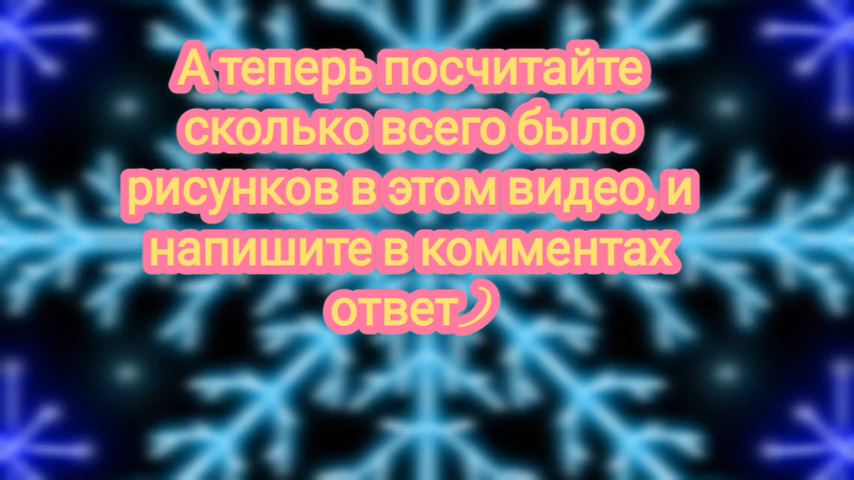 А теперь посчитайте
сколько всего было
рисунков в этом видео, и
напишите в комментах
ответ